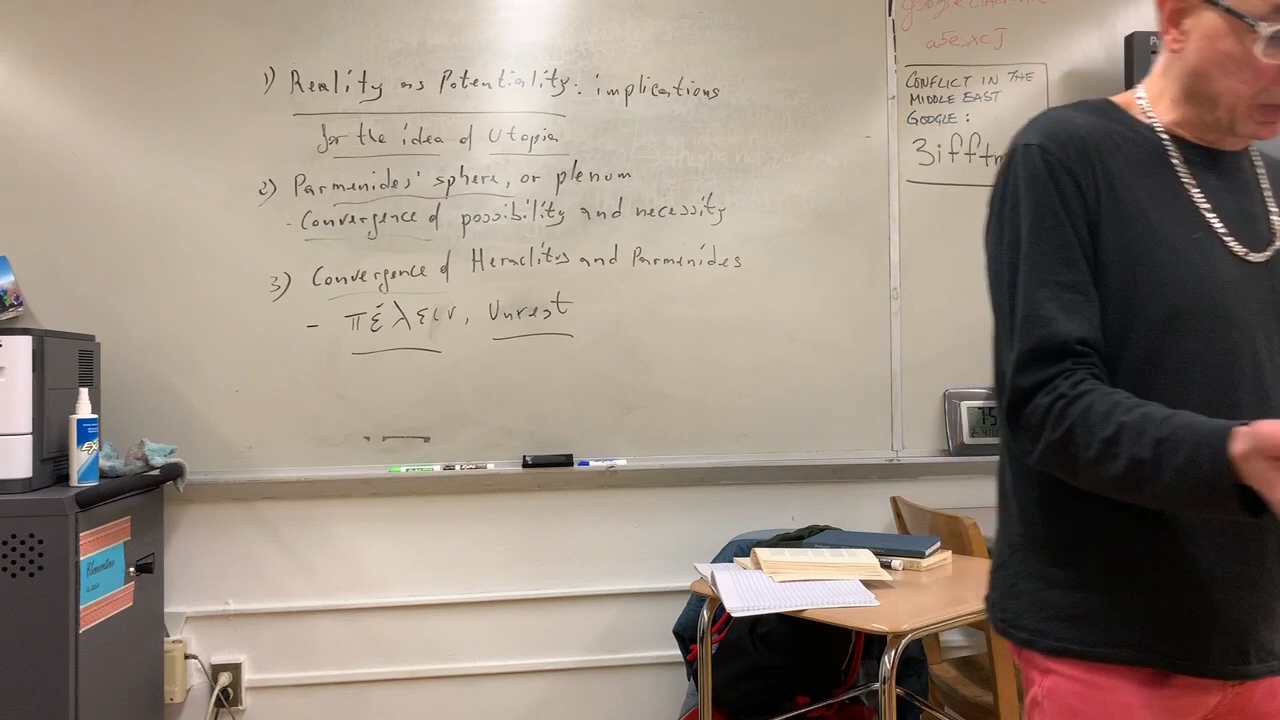 1) Reality as Potentiality: implications
for the idea of Utopia
2) Parmenides' sphere, or plenum
- Convergence of possibility and necessity
3) Convergence of Heraclitus and Parmenides
- πέλειν, Unrest
CONFLICT IN THE
MIDDLE EAST
GOOGLE: